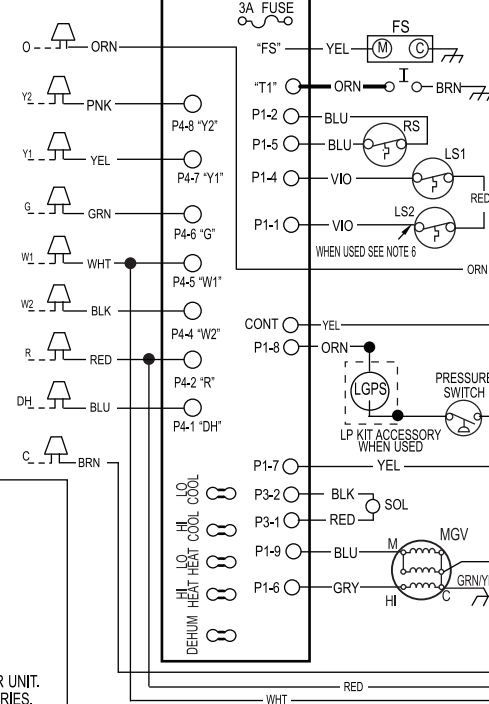 3A FUSE
O ORN
"FS" YEL FS M C
"T1" ORN I BRN
Y2 PNK P4-8 "Y2"
P1-2 BLU RS
P1-5 BLU
Y1 YEL P4-7 "Y1"
P1-4 VIO LS1
RED
G GRN P4-6 "G"
P1-1 VIO LS2
WHEN USED SEE NOTE 6
W1 WHT P4-5 "W1"
ORN
W2 BLK P4-4 "W2"
CONT YEL
P1-8 ORN
R RED P4-2 "R"
LGPS
PRESSURE
SWITCH
DH BLU P4-1 "DH"
LP KIT ACCESSORY
WHEN USED
C BRN
P1-7 YEL
LO COOL
P3-2 BLK
SOL
HI COOL
P3-1 RED
LO HEAT
P1-9 BLU M MGV
HI HEAT
P1-6 GRY HI C GRN/Y
DEHUM
R UNIT.
RIES.
RED
WHT